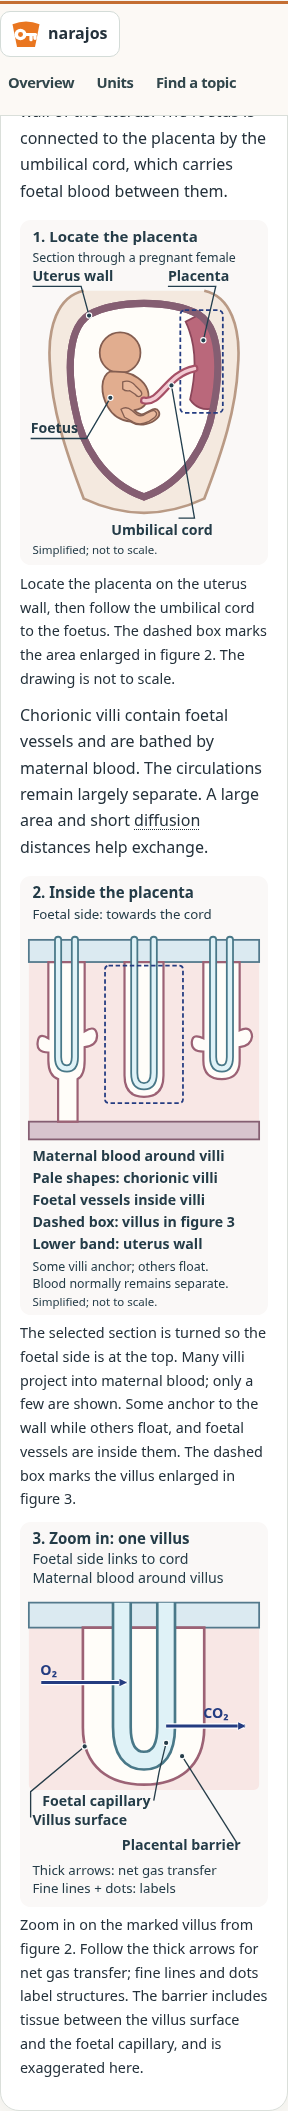 narajos
Overview Units Find a topic
wall of the uterus. The foetus is
connected to the placenta by the
umbilical cord, which carries
foetal blood between them.
1. Locate the placenta
Section through a pregnant female
Uterus wall Placenta
Foetus
Umbilical cord
Simplified; not to scale.
Locate the placenta on the uterus
wall, then follow the umbilical cord
to the foetus. The dashed box marks
the area enlarged in figure 2. The
drawing is not to scale.
Chorionic villi contain foetal
vessels and are bathed by
maternal blood. The circulations
remain largely separate. A large
area and short diffusion
distances help exchange.
2. Inside the placenta
Foetal side: towards the cord
Maternal blood around villi
Pale shapes: chorionic villi
Foetal vessels inside villi
Dashed box: villus in figure 3
Lower band: uterus wall
Some villi anchor; others float.
Blood normally remains separate.
Simplified; not to scale.
The selected section is turned so the
foetal side is at the top. Many villi
project into maternal blood; only a
few are shown. Some anchor to the
wall while others float, and foetal
vessels are inside them. The dashed
box marks the villus enlarged in
figure 3.
3. Zoom in: one villus
Foetal side links to cord
Maternal blood around villus
O₂
CO₂
Foetal capillary
Villus surface
Placental barrier
Thick arrows: net gas transfer
Fine lines + dots: labels
Zoom in on the marked villus from
figure 2. Follow the thick arrows for
net gas transfer; fine lines and dots
label structures. The barrier includes
tissue between the villus surface
and the foetal capillary, and is
exaggerated here.